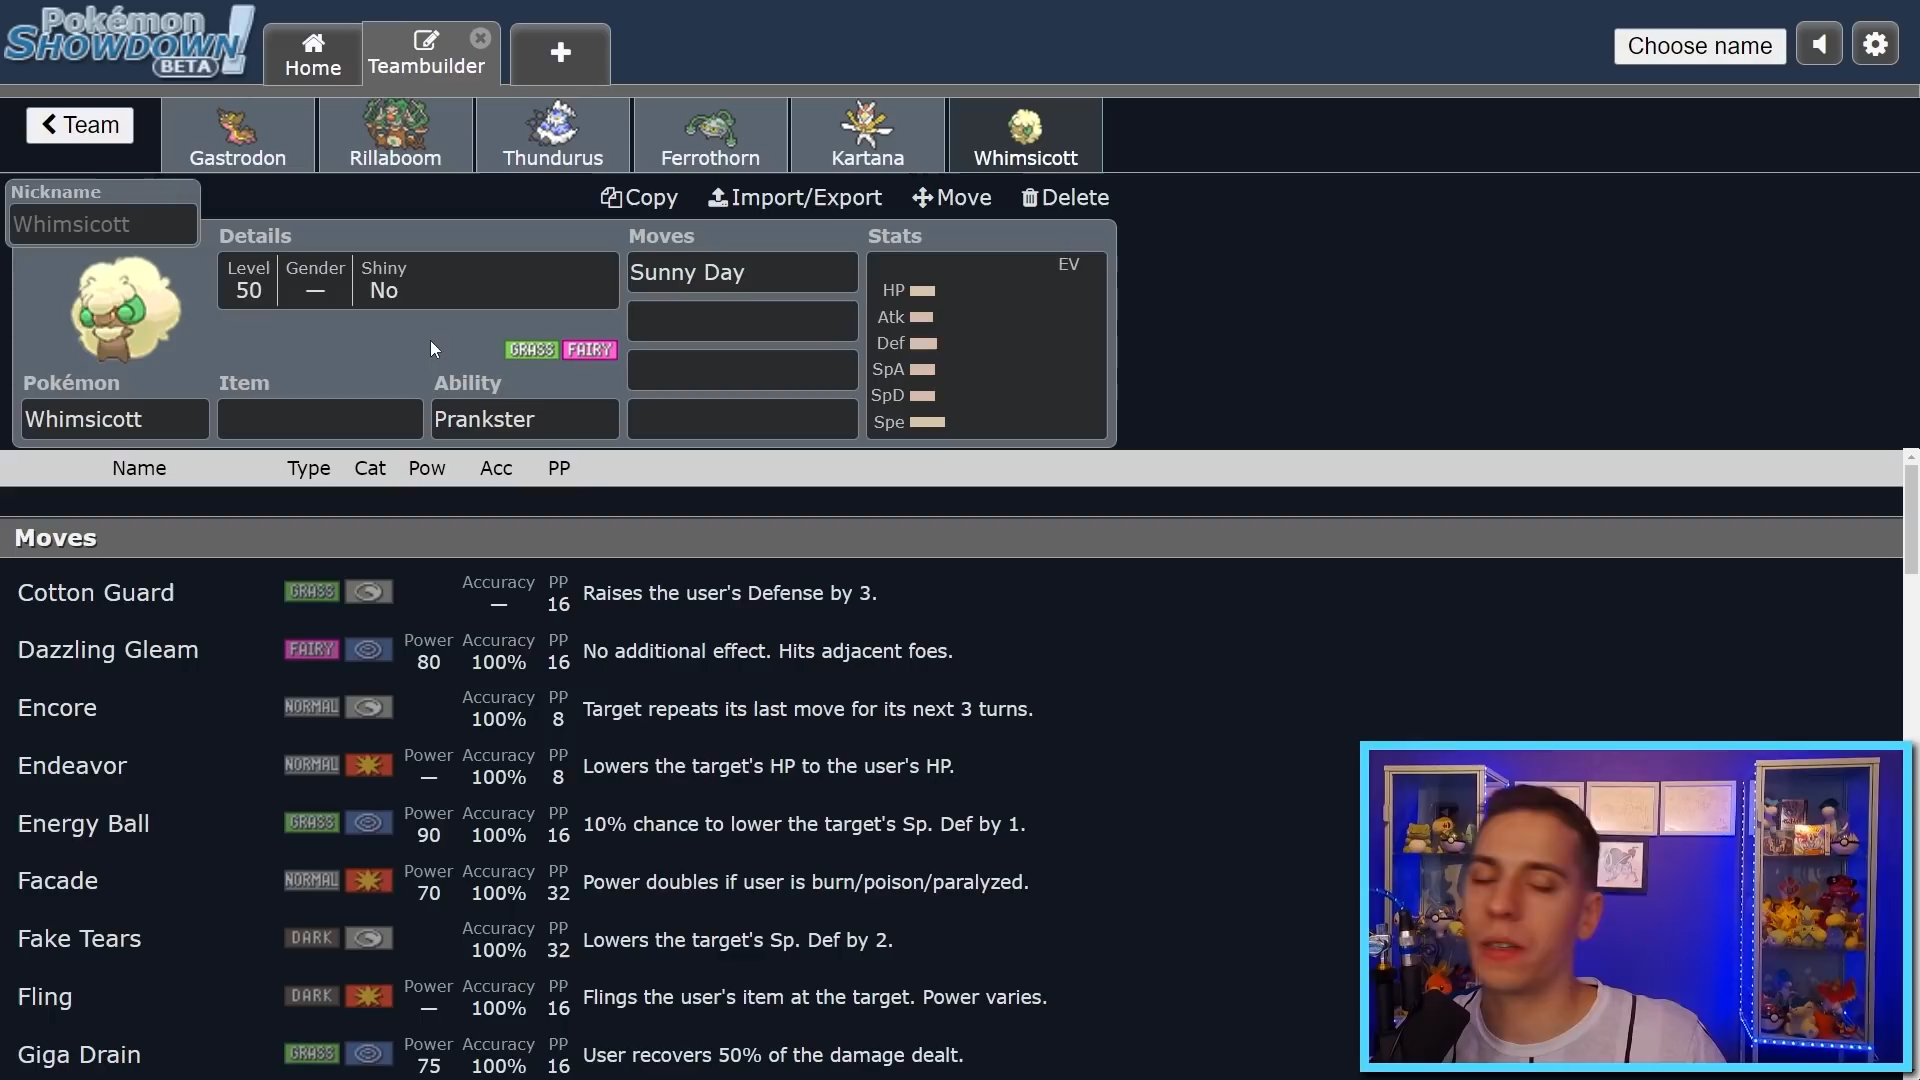 Pokémon
SHOWDOWN!
BETA
Home
Teambuilder
+
Choose name
Team
Gastrodon
Rillaboom
Thundurus
Ferrothorn
Kartana
Whimsicott
Copy
Import/Export
Move
Delete
Nickname
Whimsicott
Details
Level Gender Shiny
50 — No
GRASS FAIRY
Pokémon
Whimsicott
Item
Ability
Prankster
Moves
Sunny Day
Stats
EV
HP
Atk
Def
SpA
SpD
Spe
Name Type Cat Pow Acc PP
Moves
Cotton Guard GRASS Accuracy — PP 16 Raises the user's Defense by 3.
Dazzling Gleam FAIRY Power 80 Accuracy 100% PP 16 No additional effect. Hits adjacent foes.
Encore NORMAL Accuracy 100% PP 8 Target repeats its last move for its next 3 turns.
Endeavor NORMAL Power — Accuracy 100% PP 8 Lowers the target's HP to the user's HP.
Energy Ball GRASS Power 90 Accuracy 100% PP 16 10% chance to lower the target's Sp. Def by 1.
Facade NORMAL Power 70 Accuracy 100% PP 32 Power doubles if user is burn/poison/paralyzed.
Fake Tears DARK Accuracy 100% PP 32 Lowers the target's Sp. Def by 2.
Fling DARK Power — Accuracy 100% PP 16 Flings the user's item at the target. Power varies.
Giga Drain GRASS Power 75 Accuracy 100% PP 16 User recovers 50% of the damage dealt.